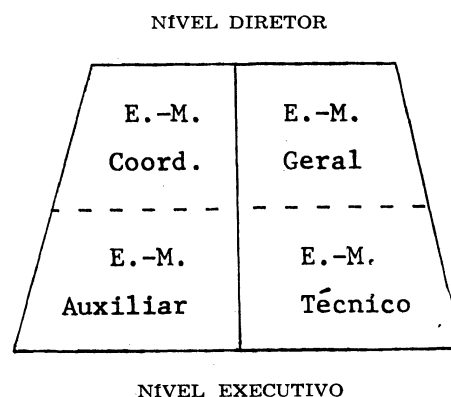 NÍVEL DIRETOR
E.-M. E.-M.
Coord. Geral
E.-M. E.-M.
Auxiliar Técnico
NÍVEL EXECUTIVO